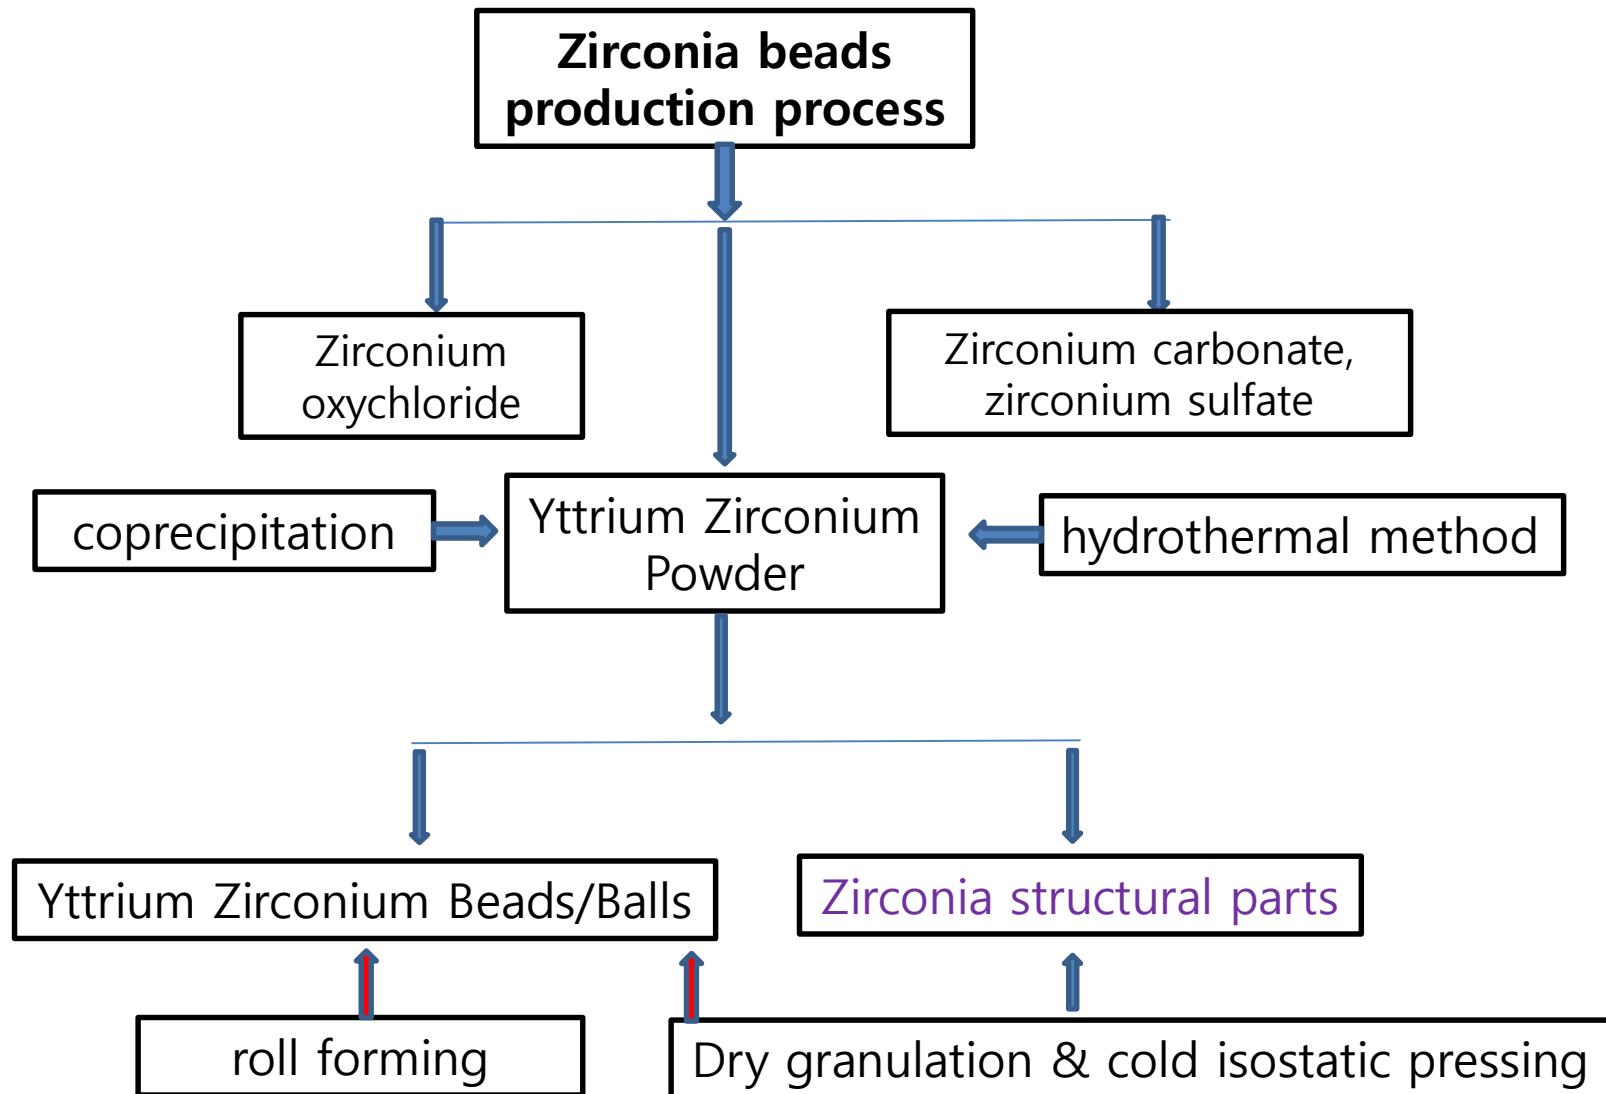 Zirconia beads
production process
Zirconium
oxychloride
Zirconium carbonate,
zirconium sulfate
coprecipitation
Yttrium Zirconium
Powder
hydrothermal method
Yttrium Zirconium Beads/Balls
Zirconia structural parts
roll forming
Dry granulation & cold isostatic pressing